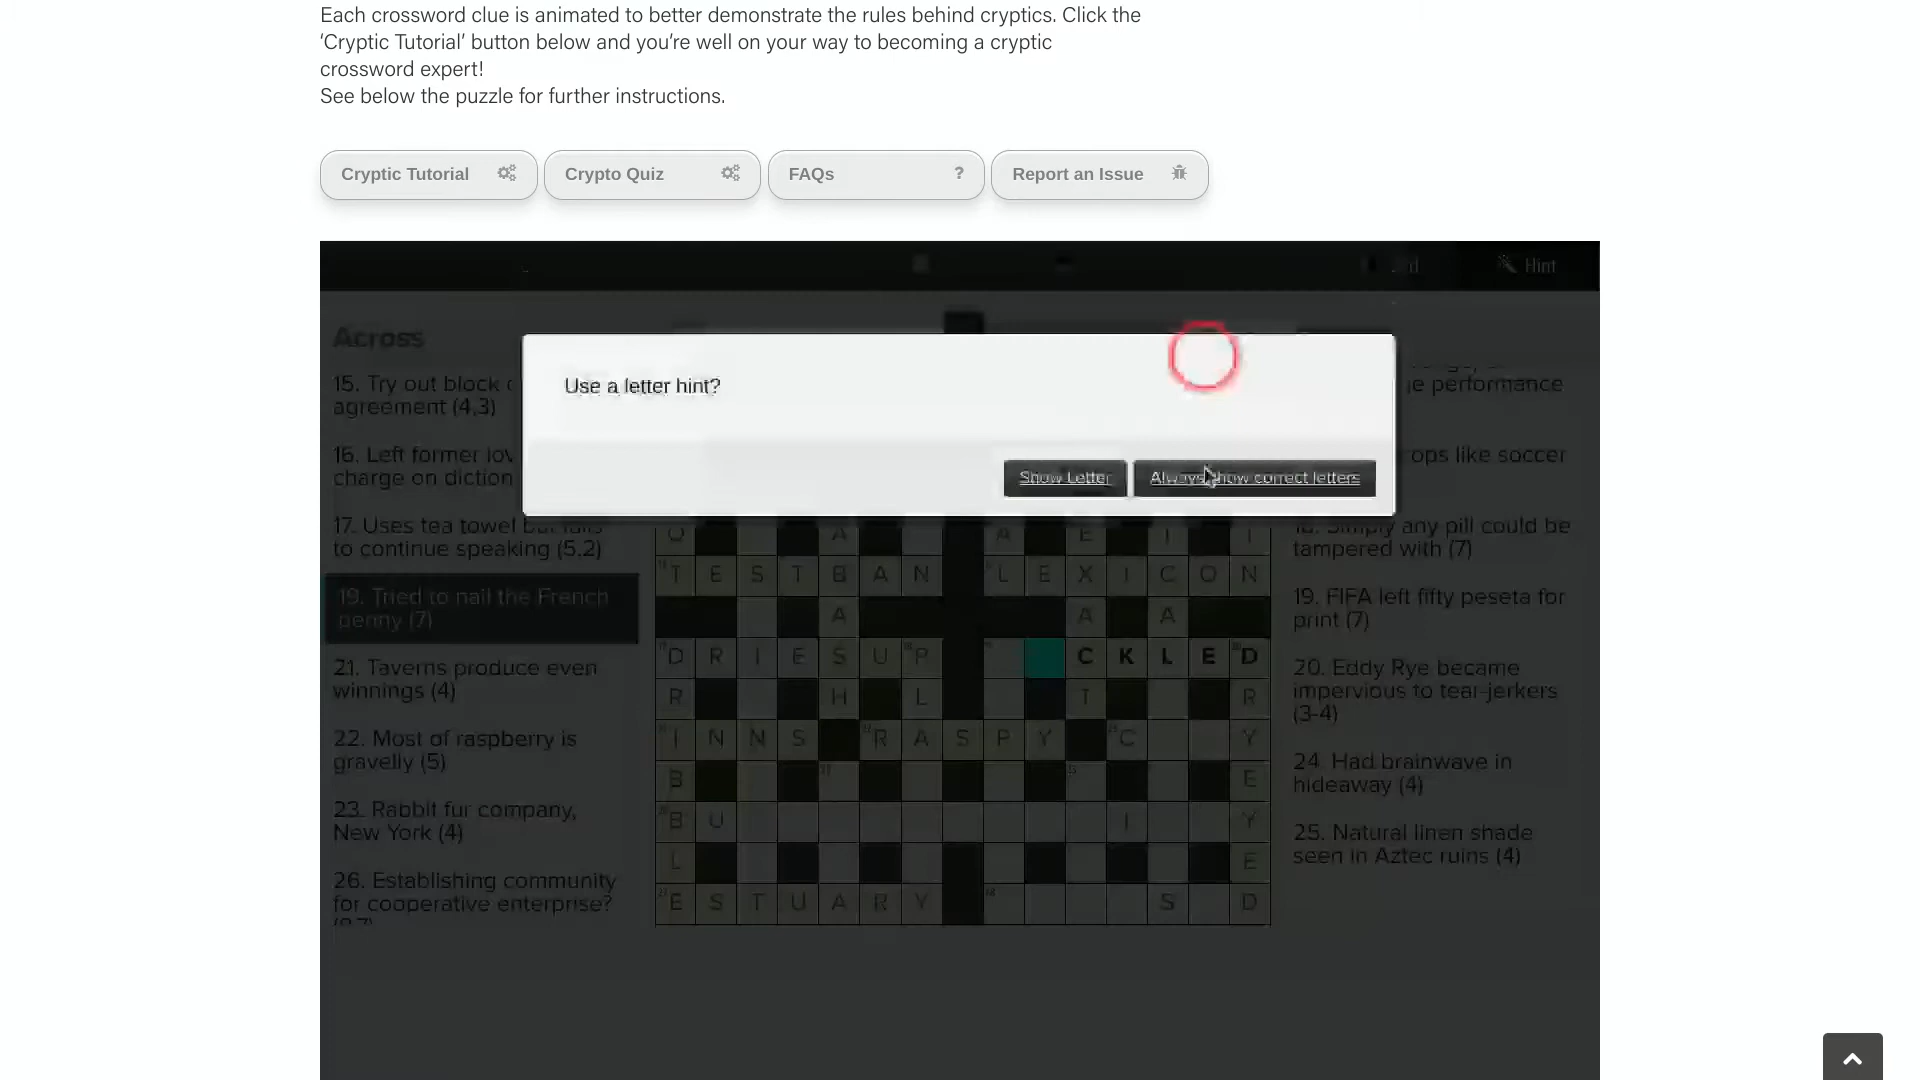 Each crossword clue is animated to better demonstrate the rules behind cryptics. Click the
‘Cryptic Tutorial’ button below and you’re well on your way to becoming a cryptic
crossword expert!
See below the puzzle for further instructions.
Cryptic Tutorial
Crypto Quiz
FAQs ?
Report an Issue
Hint
Across
15. Try out block
agreement (4,3)
16. Left former
charge on diction
17. Uses tea towel but fails
to continue speaking (5,2)
19. Tried to nail the French
penny (7)
21. Taverns produce even
winnings (4)
22. Most of raspberry is
gravelly (5)
23. Rabbit fur company,
New York (4)
26. Establishing community
for cooperative enterprise?
Use a letter hint?
Show Letter
Always show correct letters
O A A E I I
T E S T B A N L E X I C O N
A A A
D R I E S U P C K L E D
R H L T R
I N N S R A S P Y C Y
B E
B U I Y
L E
E S T U A R Y S D
performance
ops like soccer
18. Simply any pill could be
tampered with (7)
19. FIFA left fifty peseta for
print (7)
20. Eddy Rye became
impervious to tear-jerkers
(3-4)
24. Had brainwave in
hideaway (4)
25. Natural linen shade
seen in Aztec ruins (4)